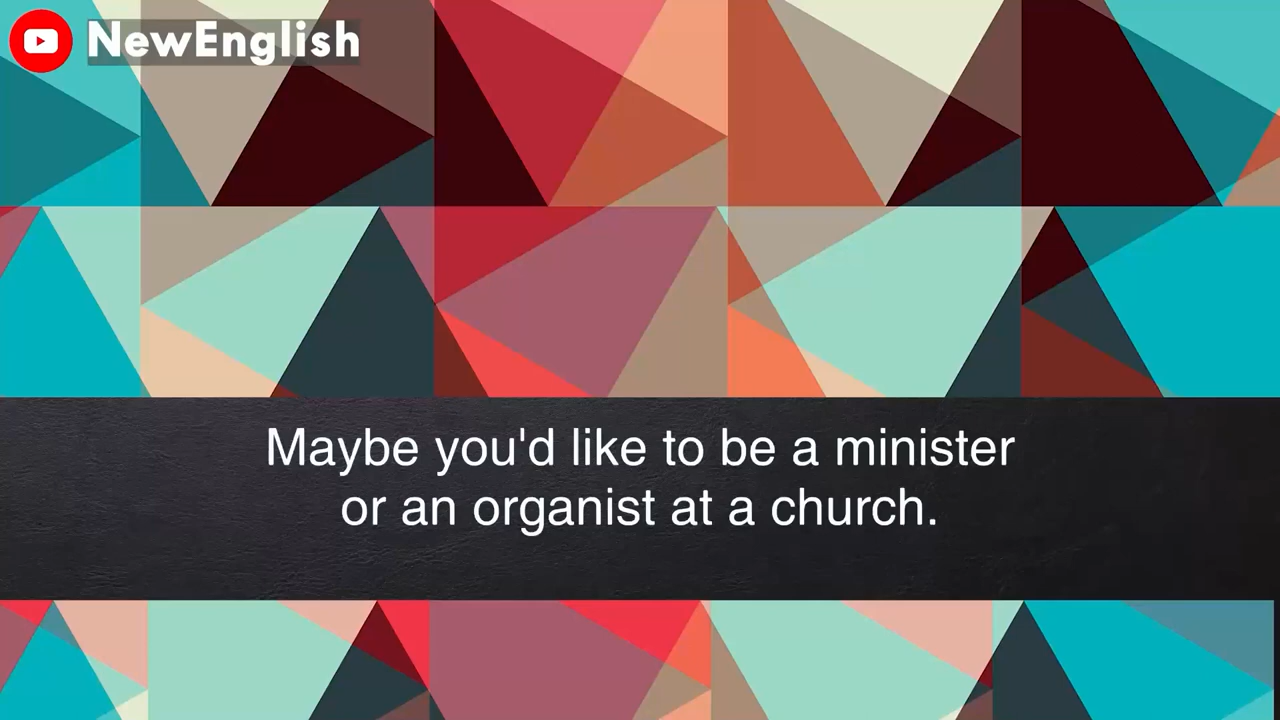 NewEnglish
Maybe you'd like to be a minister
or an organist at a church.